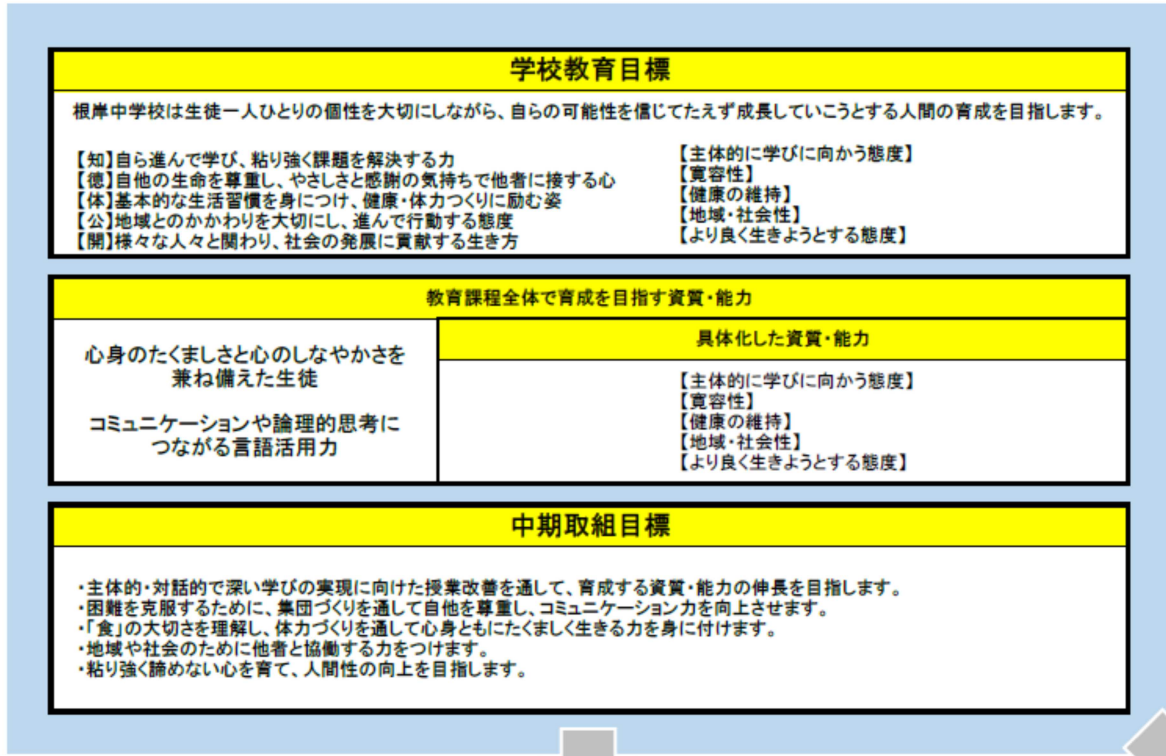 学校教育目標
根岸中学校は生徒一人ひとりの個性を大切にしながら、自らの可能性を信じてたえず成長していこうとする人間の育成を目指します。
【知】自ら進んで学び、粘り強く課題を解決する力
【徳】自他の生命を尊重し、やさしさと感謝の気持ちで他者に接する心
【体】基本的な生活習慣を身につけ、健康・体力つくりに励む姿
【公】地域とのかかわりを大切にし、進んで行動する態度
【開】様々な人々と関わり、社会の発展に貢献する生き方
【主体的に学びに向かう態度】
【寛容性】
【健康の維持】
【地域・社会性】
【より良く生きようとする態度】
教育課程全体で育成を目指す資質・能力
心身のたくましさと心のしなやかさを
兼ね備えた生徒
コミュニケーションや論理的思考に
つながる言語活用力
具体化した資質・能力
【主体的に学びに向かう態度】
【寛容性】
【健康の維持】
【地域・社会性】
【より良く生きようとする態度】
中期取組目標
・主体的・対話的で深い学びの実現に向けた授業改善を通して、育成する資質・能力の伸長を目指します。
・困難を克服するために、集団づくりを通して自他を尊重し、コミュニケーション力を向上させます。
・「食」の大切さを理解し、体力づくりを通して心身ともにたくましく生きる力を身に付けます。
・地域や社会のために他者と協働する力をつけます。
・粘り強く諦めない心を育て、人間性の向上を目指します。